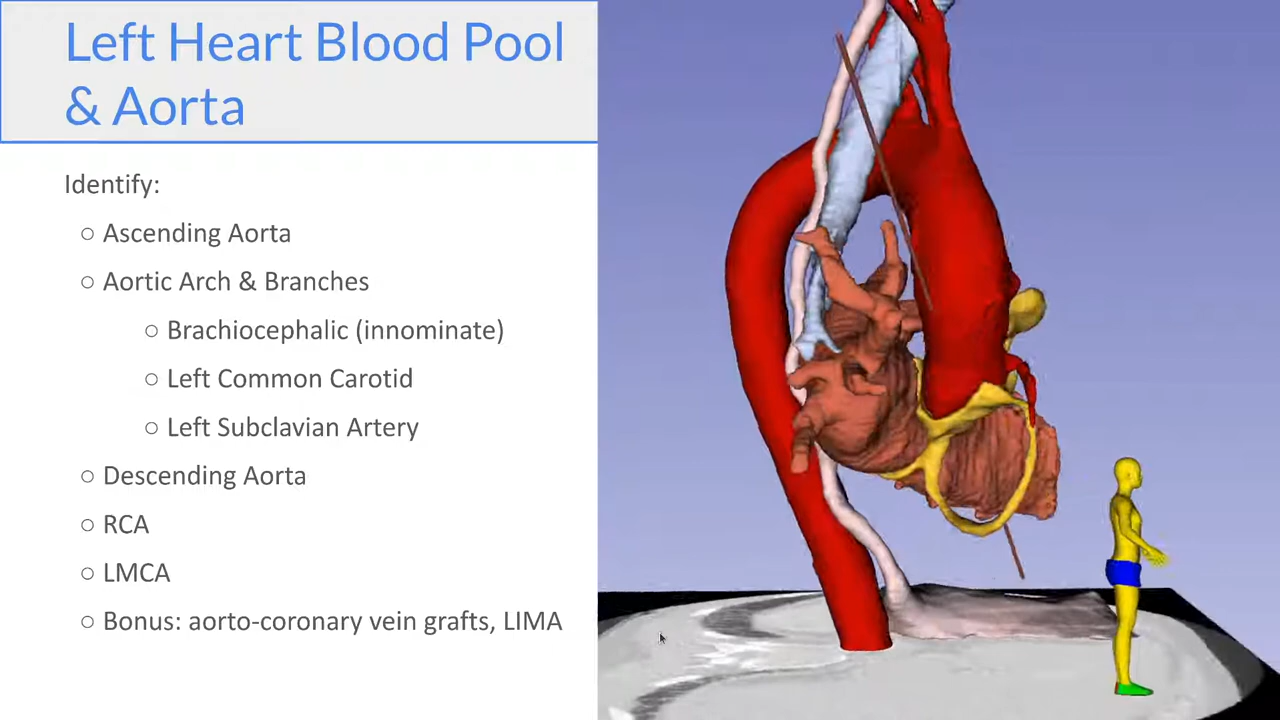 Left Heart Blood Pool
& Aorta
Identify:
○ Ascending Aorta
○ Aortic Arch & Branches
○ Brachiocephalic (innominate)
○ Left Common Carotid
○ Left Subclavian Artery
○ Descending Aorta
○ RCA
○ LMCA
○ Bonus: aorto-coronary vein grafts, LIMA